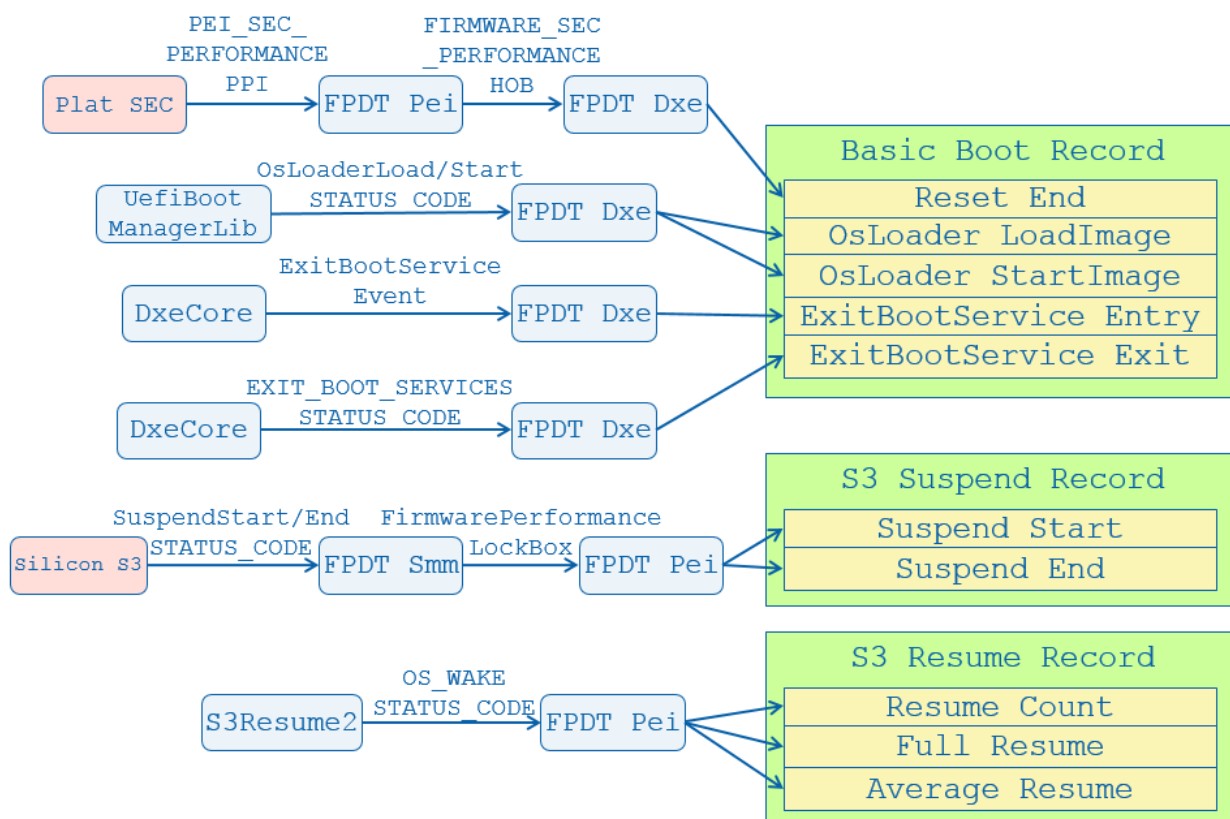 PEI_SEC_
PERFORMANCE
PPI
FIRMWARE_SEC
_PERFORMANCE
HOB
Plat SEC
FPDT Pei
FPDT Dxe
Basic Boot Record
Reset End
OsLoader LoadImage
OsLoader StartImage
ExitBootService Entry
ExitBootService Exit
OsLoaderLoad/Start
STATUS_CODE
UefiBoot
ManagerLib
FPDT Dxe
ExitBootService
Event
DxeCore
FPDT Dxe
EXIT_BOOT_SERVICES
STATUS_CODE
DxeCore
FPDT Dxe
S3 Suspend Record
Suspend Start
Suspend End
SuspendStart/End
STATUS_CODE
FirmwarePerformance
LockBox
Silicon S3
FPDT Smm
FPDT Pei
S3 Resume Record
Resume Count
Full Resume
Average Resume
OS_WAKE
STATUS_CODE
S3Resume2
FPDT Pei